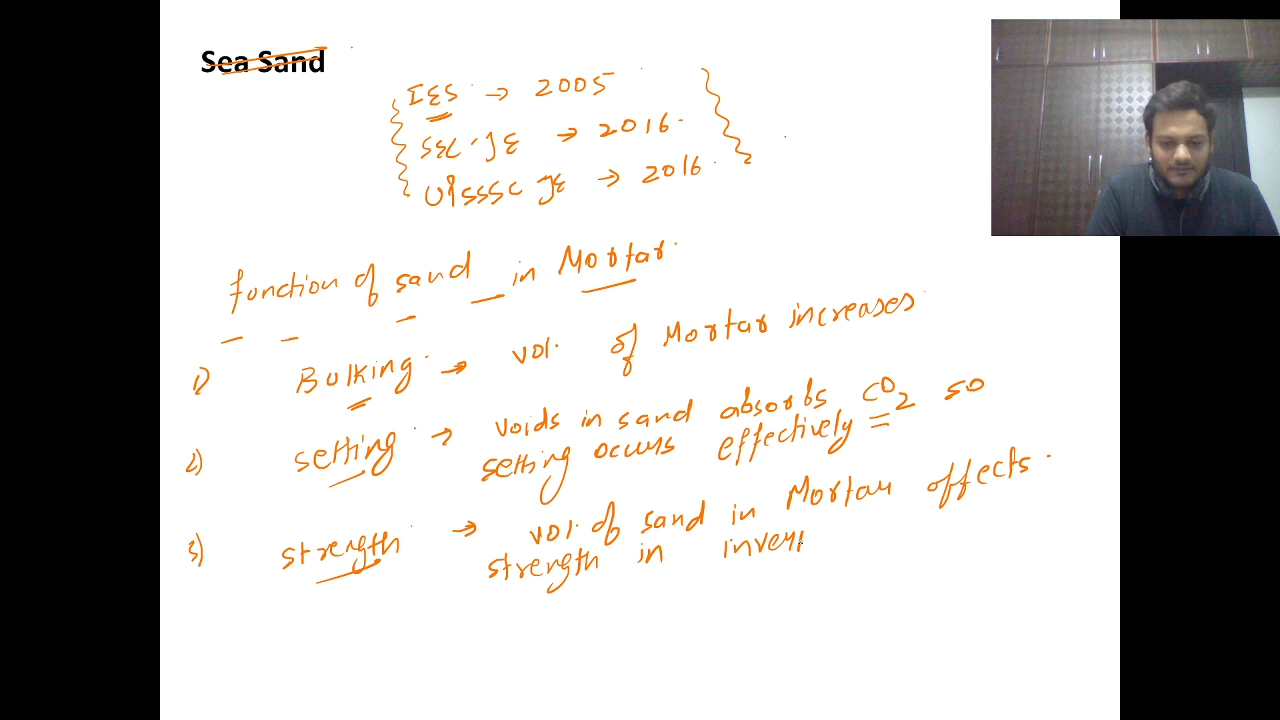 Sea Sand
IES → 2005
SSC JE → 2016
UPSSSC JE → 2016
function of sand in Mortar
1) Bulking → vol. of Mortar increases
2) setting → voids in sand absorbs CO2 so
setting occurs effectively
3) strength → vol. of sand in Mortar effects
strength in inver